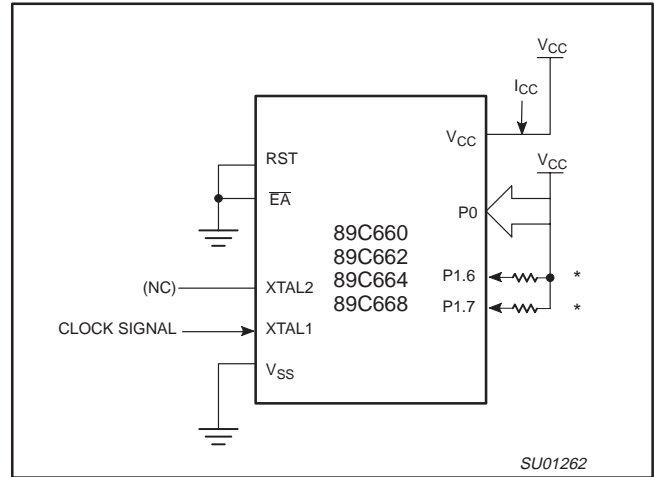 VCC
ICC
VCC
RST
VCC
EA
P0
89C660
89C662
89C664
89C668
P1.6 *
(NC) XTAL2
P1.7 *
CLOCK SIGNAL XTAL1
VSS
SU01262